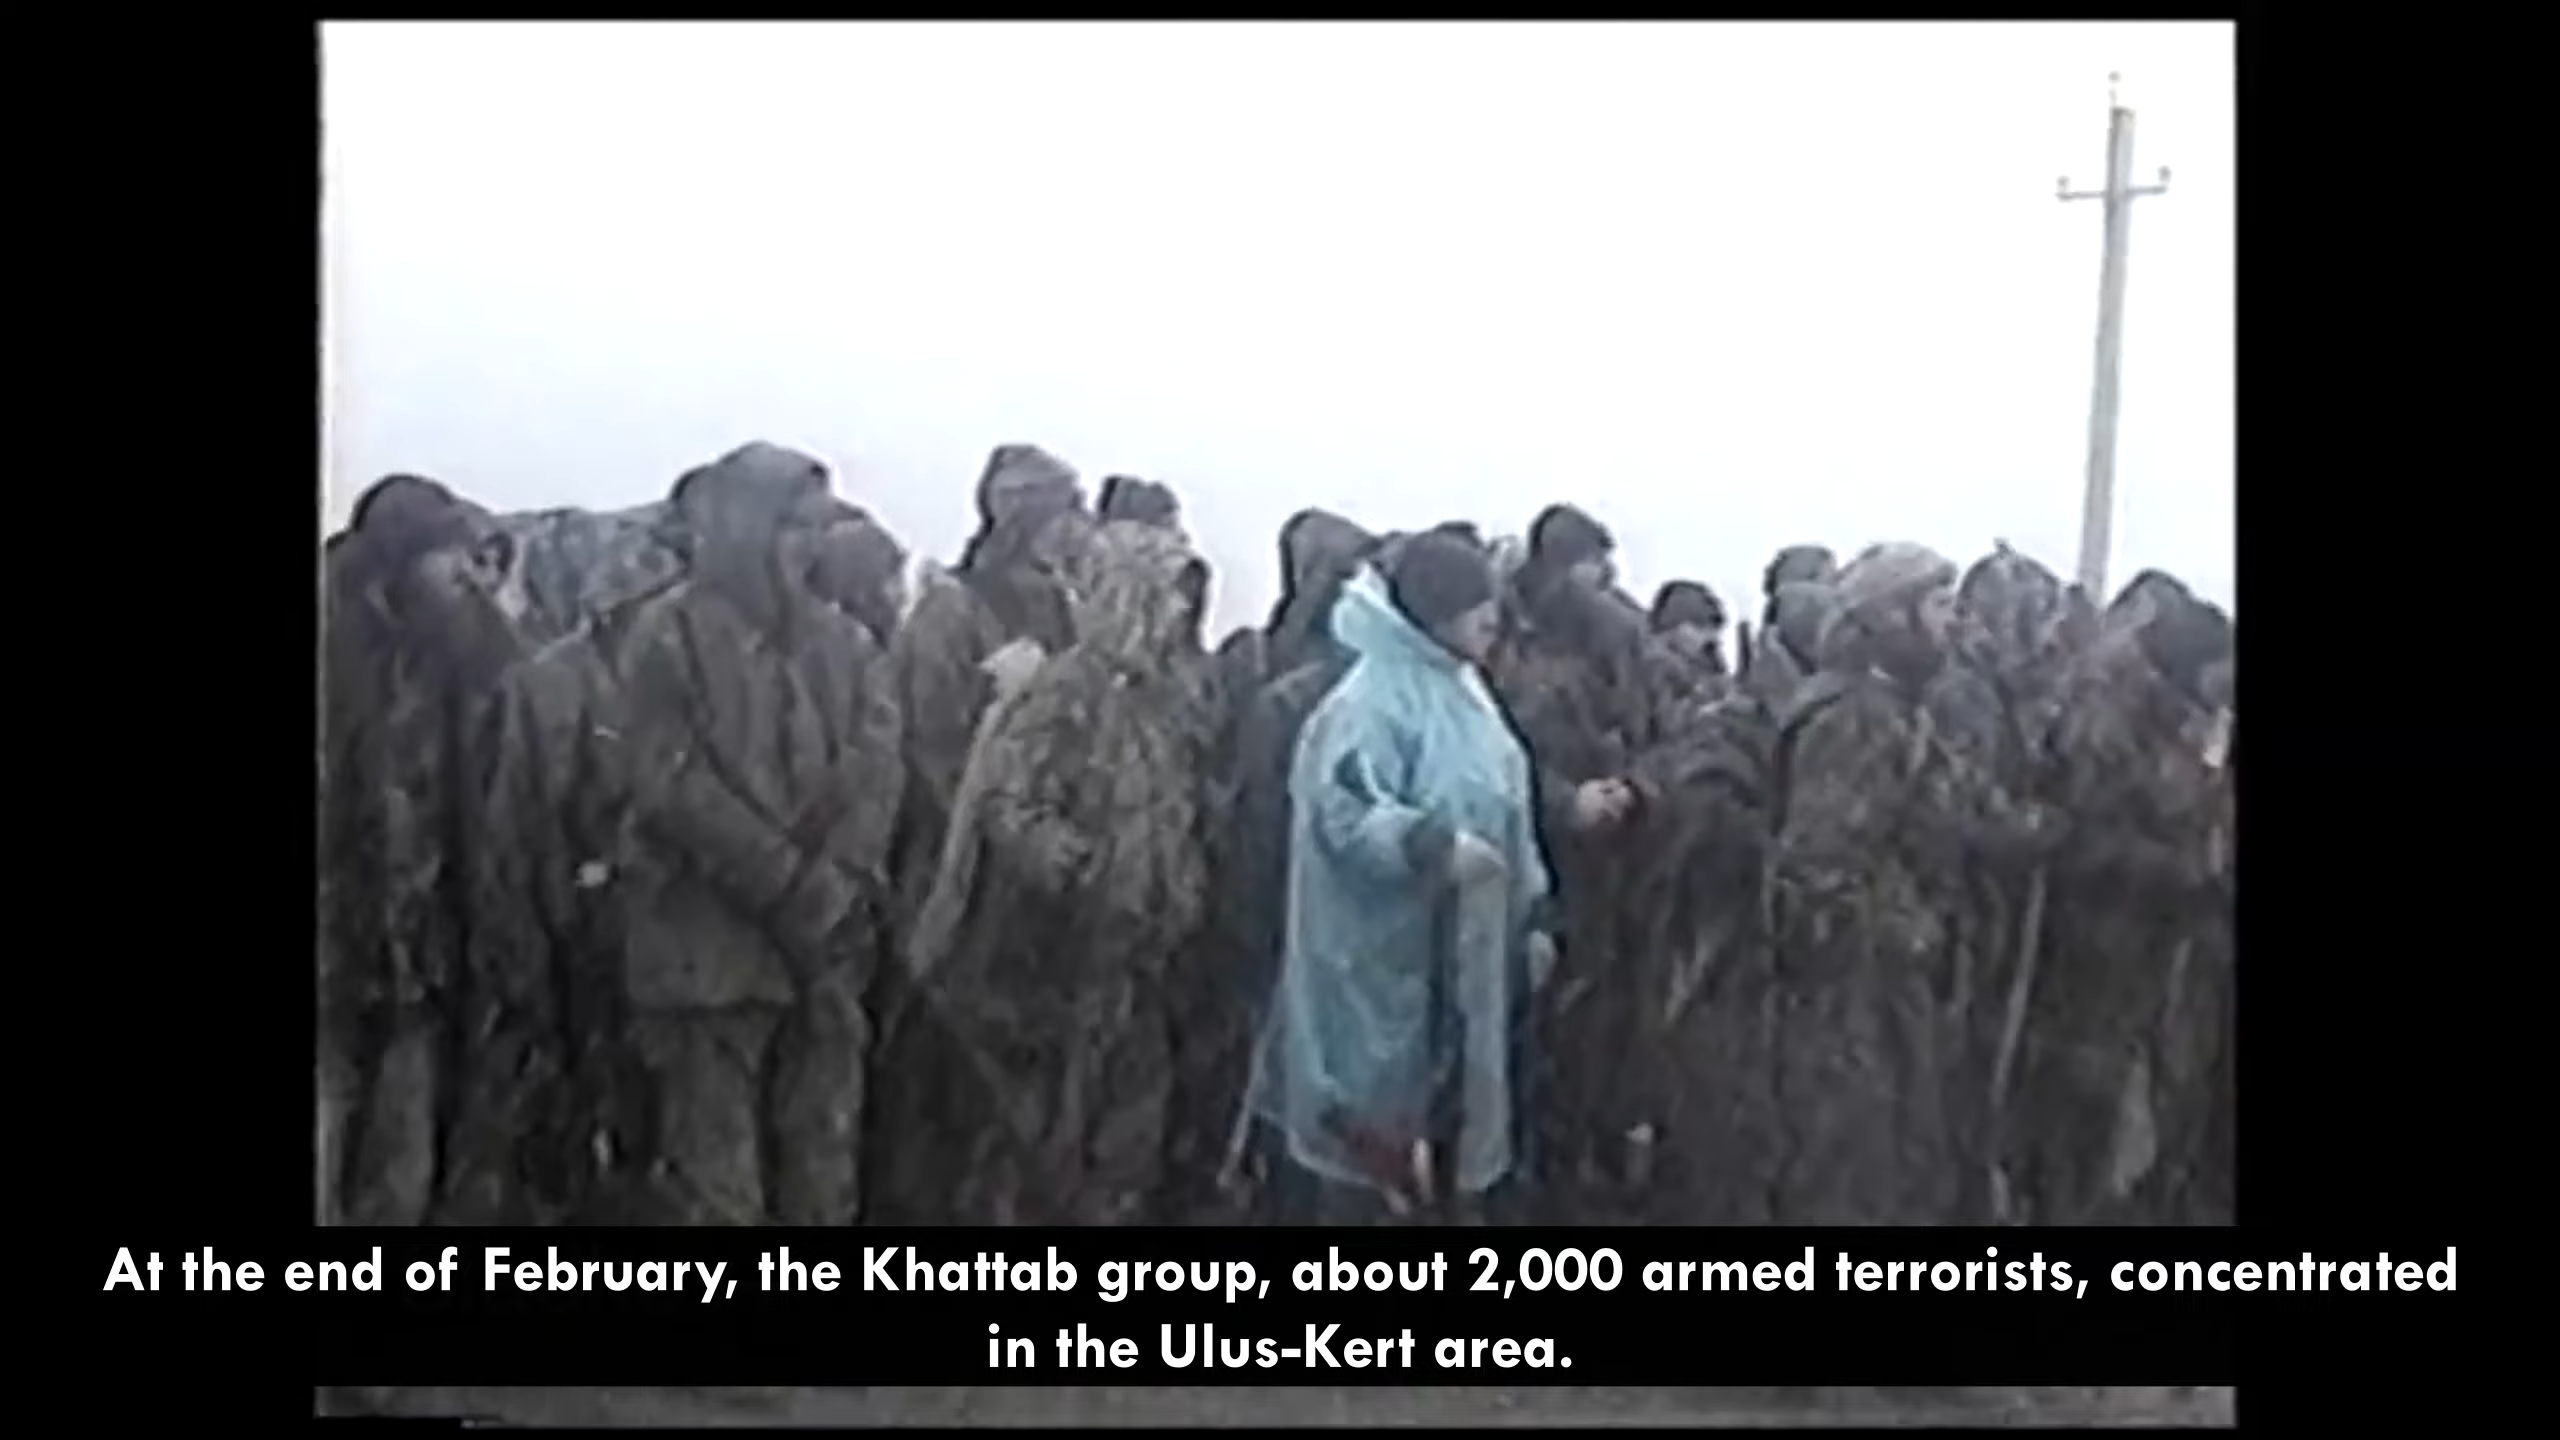 At the end of February, the Khattab group, about 2,000 armed terrorists, concentrated
in the Ulus-Kert area.